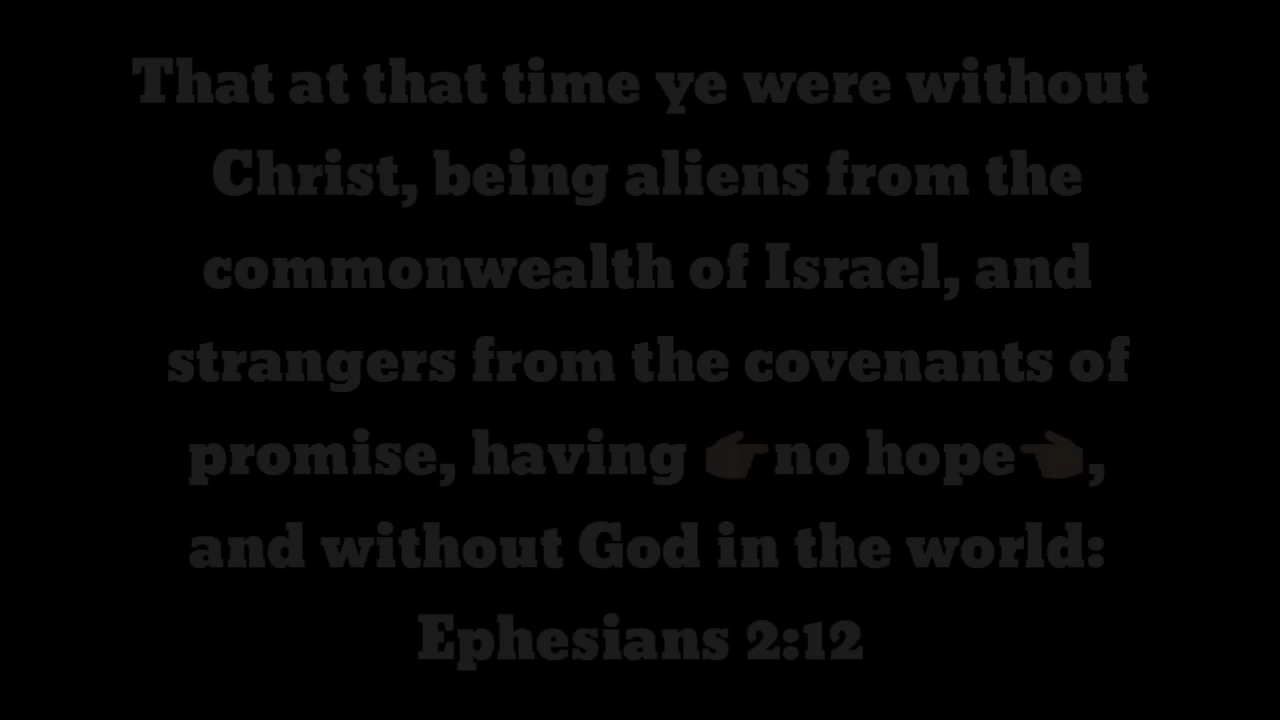 That at that time ye were without
Christ, being aliens from the
commonwealth of Israel, and
strangers from the covenants of
promise, having 👉🏿no hope👈🏿,
and without God in the world:
Ephesians 2:12